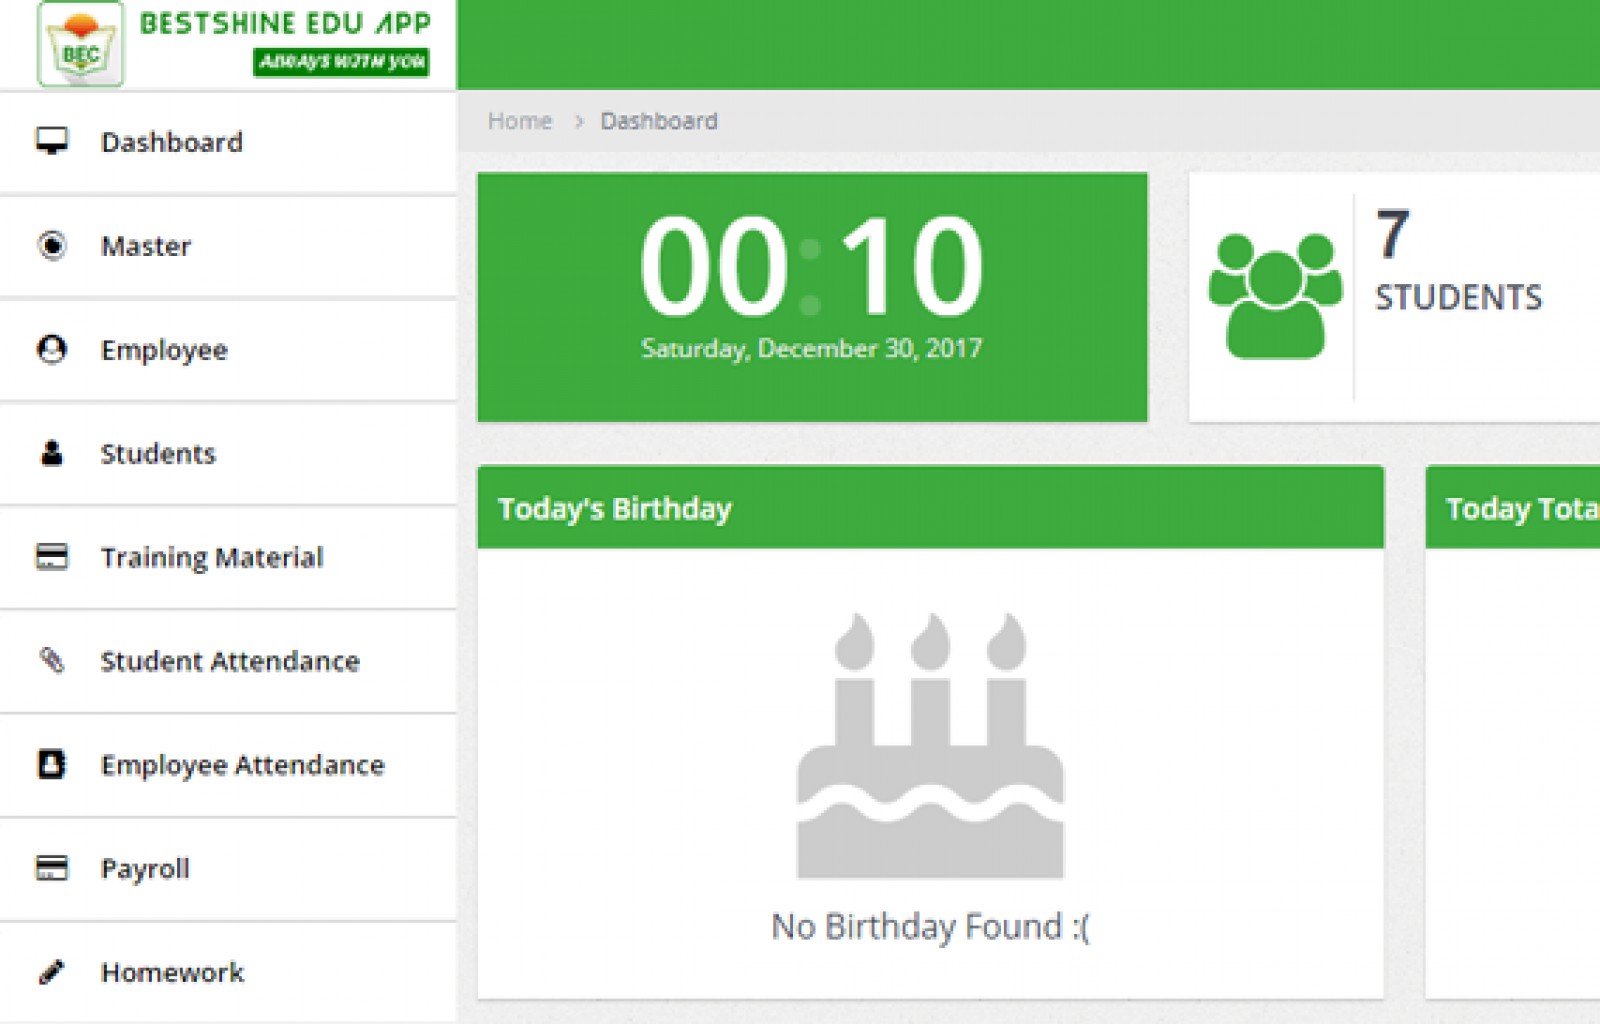 BESTSHINE EDU APP
ALWAYS WITH YOU
BEC
Dashboard
Master
Employee
Students
Training Material
Student Attendance
Employee Attendance
Payroll
Homework
Home > Dashboard
00:10
Saturday, December 30, 2017
7
STUDENTS
Today's Birthday
No Birthday Found :(
Today Tota